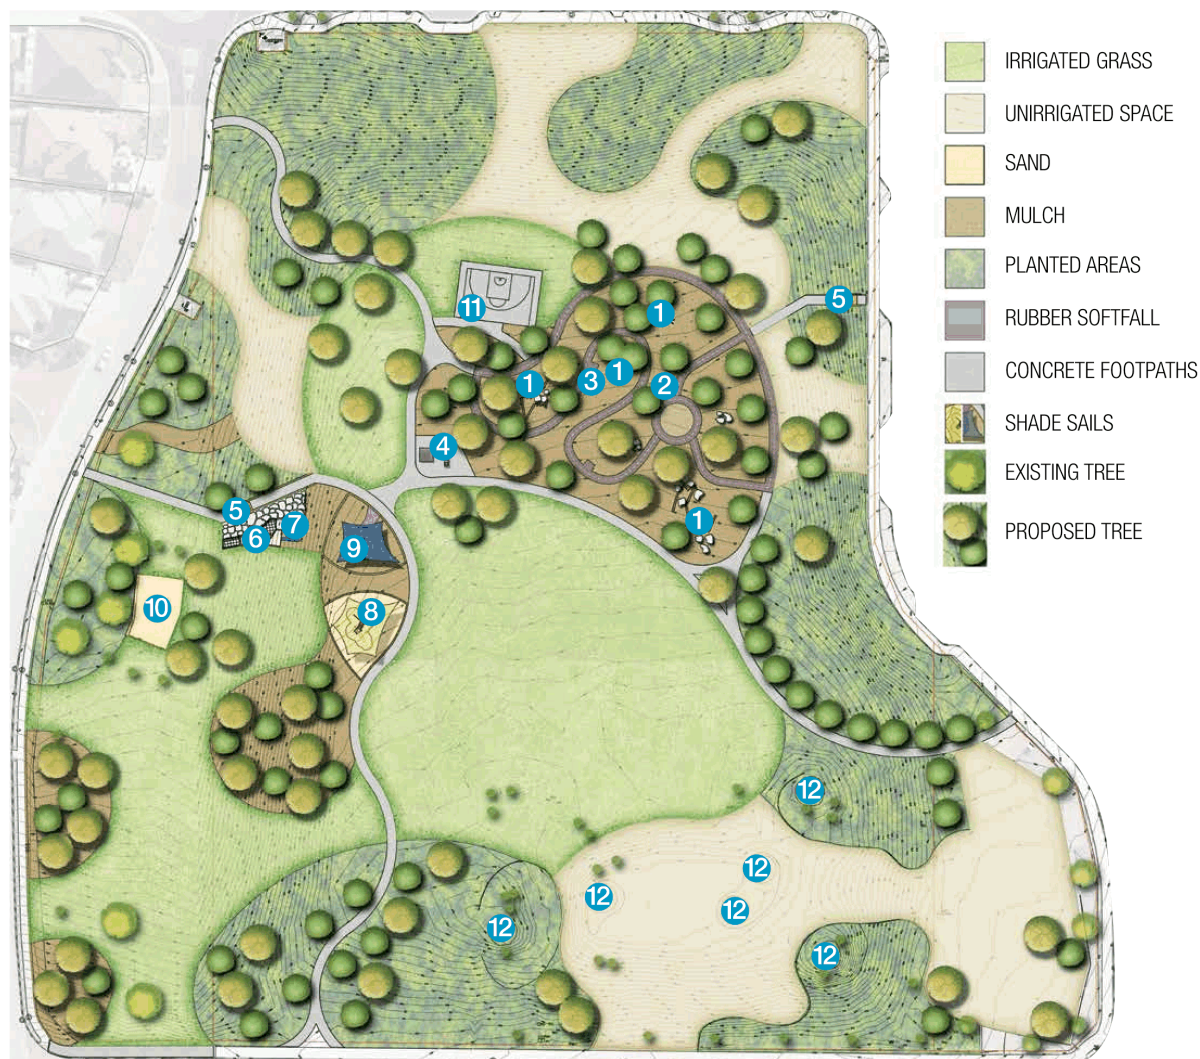 IRRIGATED GRASS
UNIRRIGATED SPACE
SAND
MULCH
PLANTED AREAS
RUBBER SOFTFALL
CONCRETE FOOTPATHS
SHADE SAILS
EXISTING TREE
PROPOSED TREE
5
11
1
1
3
1
2
4
5
6
7
1
9
10
8
12
12
12
12
12
12